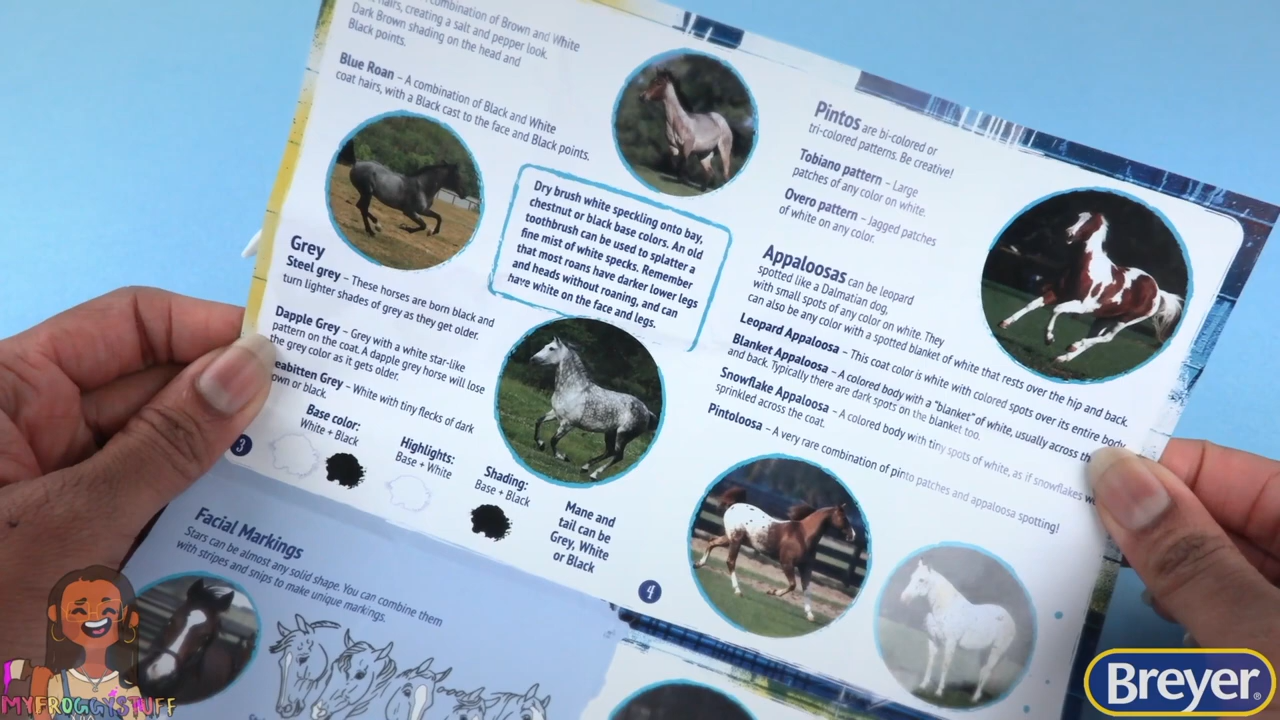 combination of Brown and White
hairs, creating a salt and pepper look.
Dark Brown shading on the head and
Black points.
Blue Roan – A combination of Black and White
coat hairs, with a Black cast to the face and Black points.
Dry brush white speckling onto bay,
chestnut or black base colors. An old
toothbrush can be used to splatter a
fine mist of white specks. Remember
that most roans have darker lower legs
and heads without roaning, and can
have white on the face and legs.
Grey
Steel grey – These horses are born black and
turn lighter shades of grey as they get older.
Dapple Grey – Grey with a white star-like
pattern on the coat. A dapple grey horse will lose
the grey color as it gets older.
eabitten Grey – White with tiny flecks of dark
own or black.
Base color:
White + Black
Highlights:
Base + White
Shading:
Base + Black
Mane and
tail can be
Grey, White
or Black
3
Pintos are bi-colored or
tri-colored patterns. Be creative!
Tobiano pattern – Large
patches of any color on white.
Overo pattern – Jagged patches
of white on any color.
Appaloosas can be leopard
spotted like a Dalmatian dog,
with small spots of any color on white. They
can also be any color with a spotted blanket of white that rests over the hip and back.
Leopard Appaloosa – This coat color is white with colored spots over its entire body.
Blanket Appaloosa – A colored body with a "blanket" of white, usually across the
and back. Typically there are dark spots on the blanket too.
Snowflake Appaloosa – A colored body with tiny spots of white, as if snowflakes we
sprinkled across the coat.
Pintoloosa – A very rare combination of pinto patches and appaloosa spotting!
4
Facial Markings
Stars can be almost any solid shape. You can combine them
with stripes and snips to make unique markings.
MYFROGGYSTUFF
Breyer®